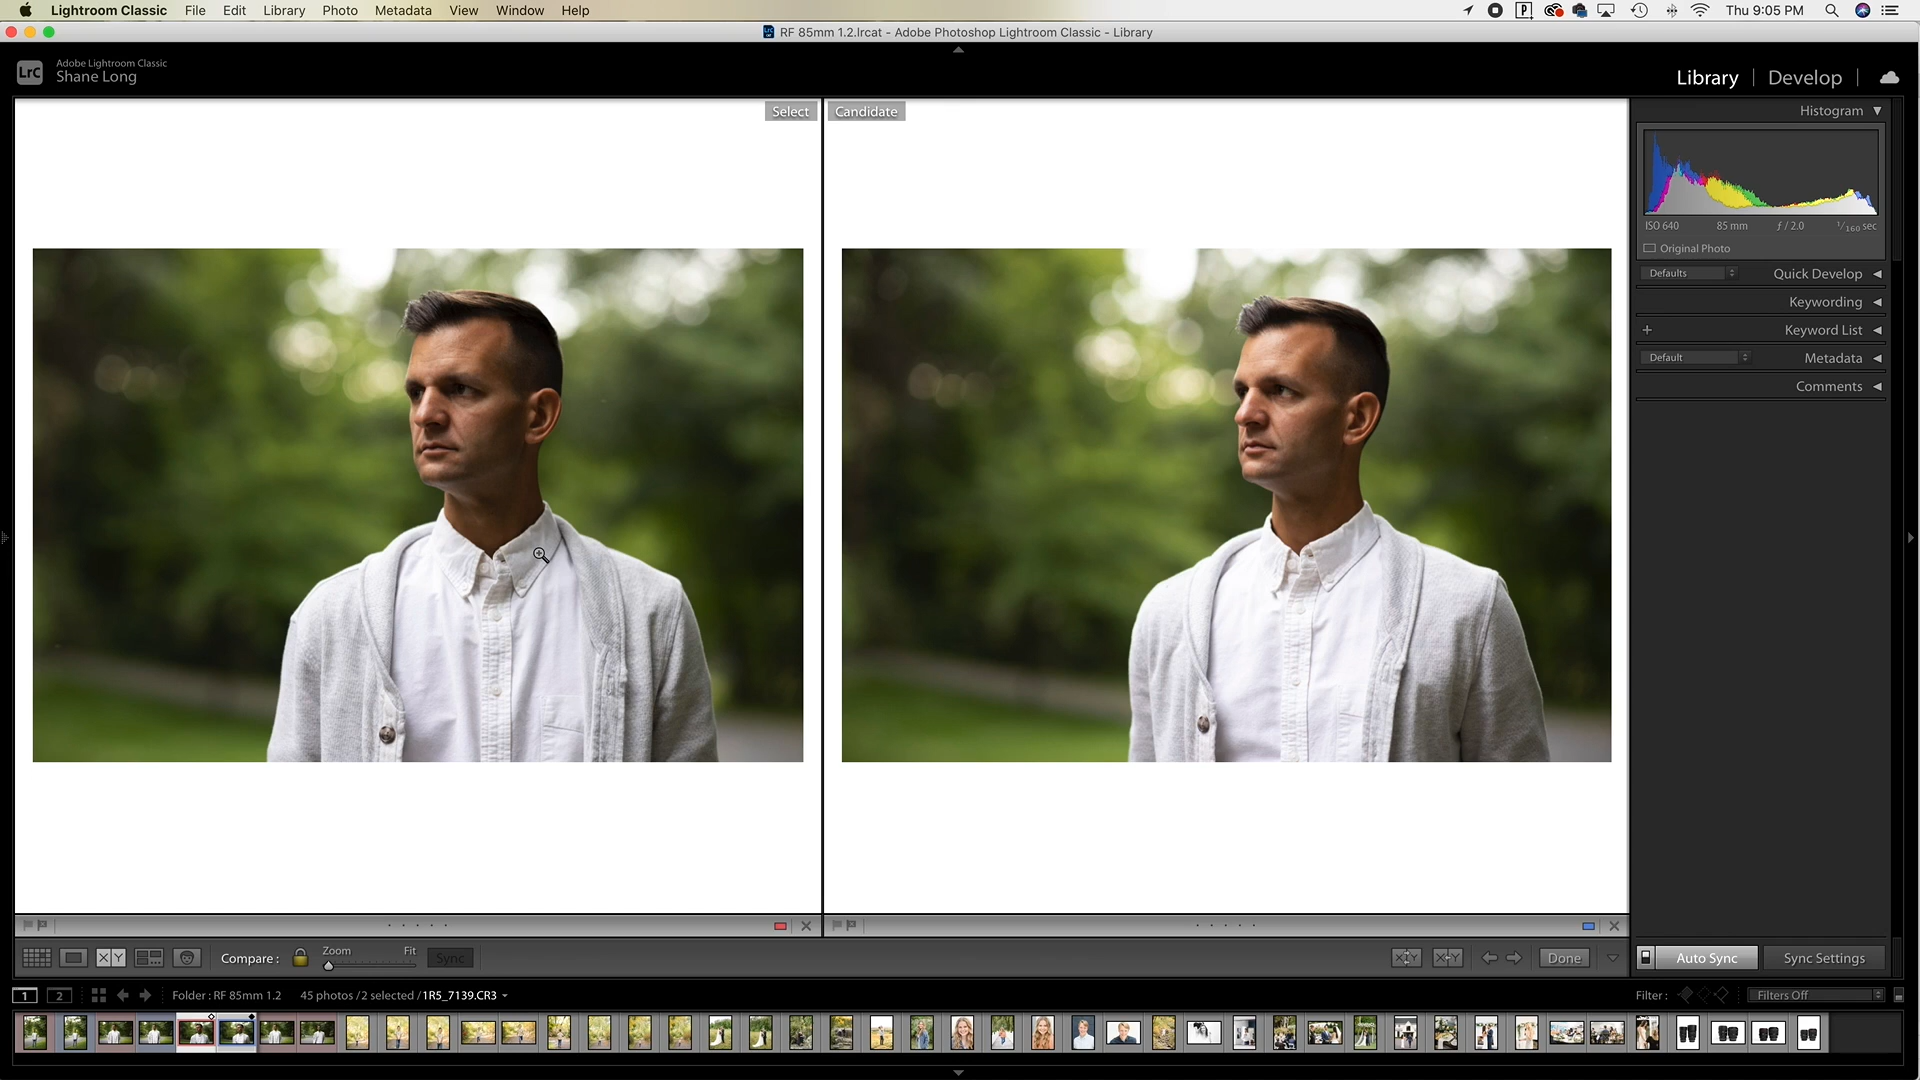 Lightroom Classic File Edit Library Photo Metadata View Window Help Thu 9:05 PM
RF 85mm 1.2.lrcat - Adobe Photoshop Lightroom Classic - Library
LrC
Adobe Lightroom Classic
Shane Long
Library | Develop |
Select
Candidate
Histogram
ISO 640 85 mm ƒ / 2.0 1/160 sec
Original Photo
Defaults Quick Develop
Keywording
+ Keyword List
Default Metadata
Comments
XY Compare : Zoom Fit Sync
Done
Auto Sync Sync Settings
1 2 Folder : RF 85mm 1.2 45 photos /2 selected /1R5_7139.CR3
Filter : Filters Off